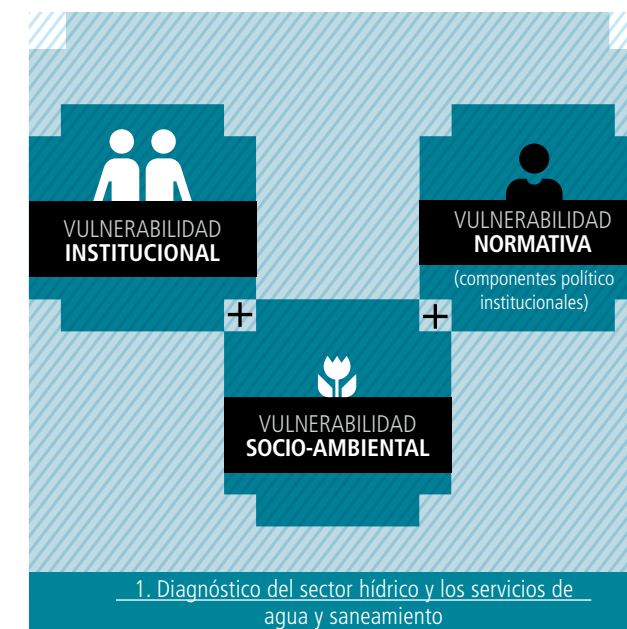 VULNERABILIDAD
INSTITUCIONAL
VULNERABILIDAD
NORMATIVA
(componentes político
institucionales)
+
+
VULNERABILIDAD
SOCIO-AMBIENTAL
1. Diagnóstico del sector hídrico y los servicios de
agua y saneamiento